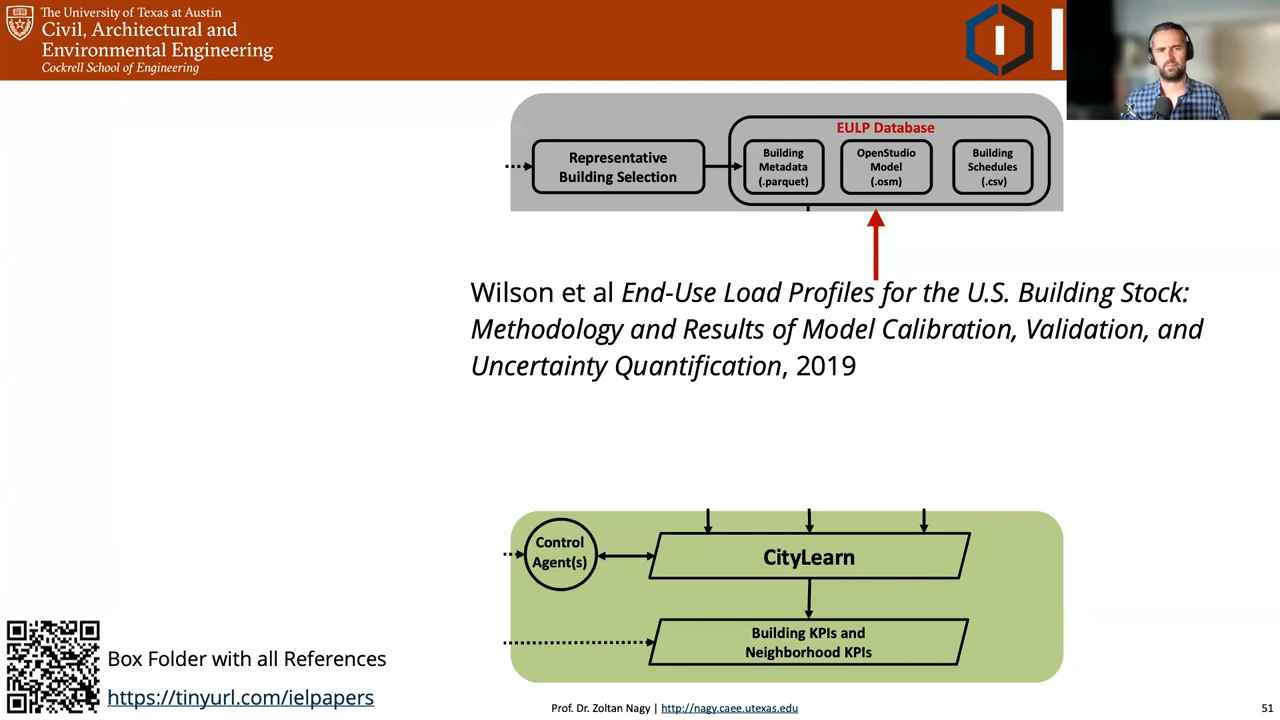 The University of Texas at Austin
Civil, Architectural and
Environmental Engineering
Cockrell School of Engineering
EULP Database
Representative
Building Selection
Building
Metadata
(.parquet)
OpenStudio
Model
(.osm)
Building
Schedules
(.csv)
Wilson et al End-Use Load Profiles for the U.S. Building Stock:
Methodology and Results of Model Calibration, Validation, and
Uncertainty Quantification, 2019
Control
Agent(s)
CityLearn
Building KPIs and
Neighborhood KPIs
Box Folder with all References
https://tinyurl.com/ielpapers
Prof. Dr. Zoltan Nagy | http://nagy.caee.utexas.edu
51